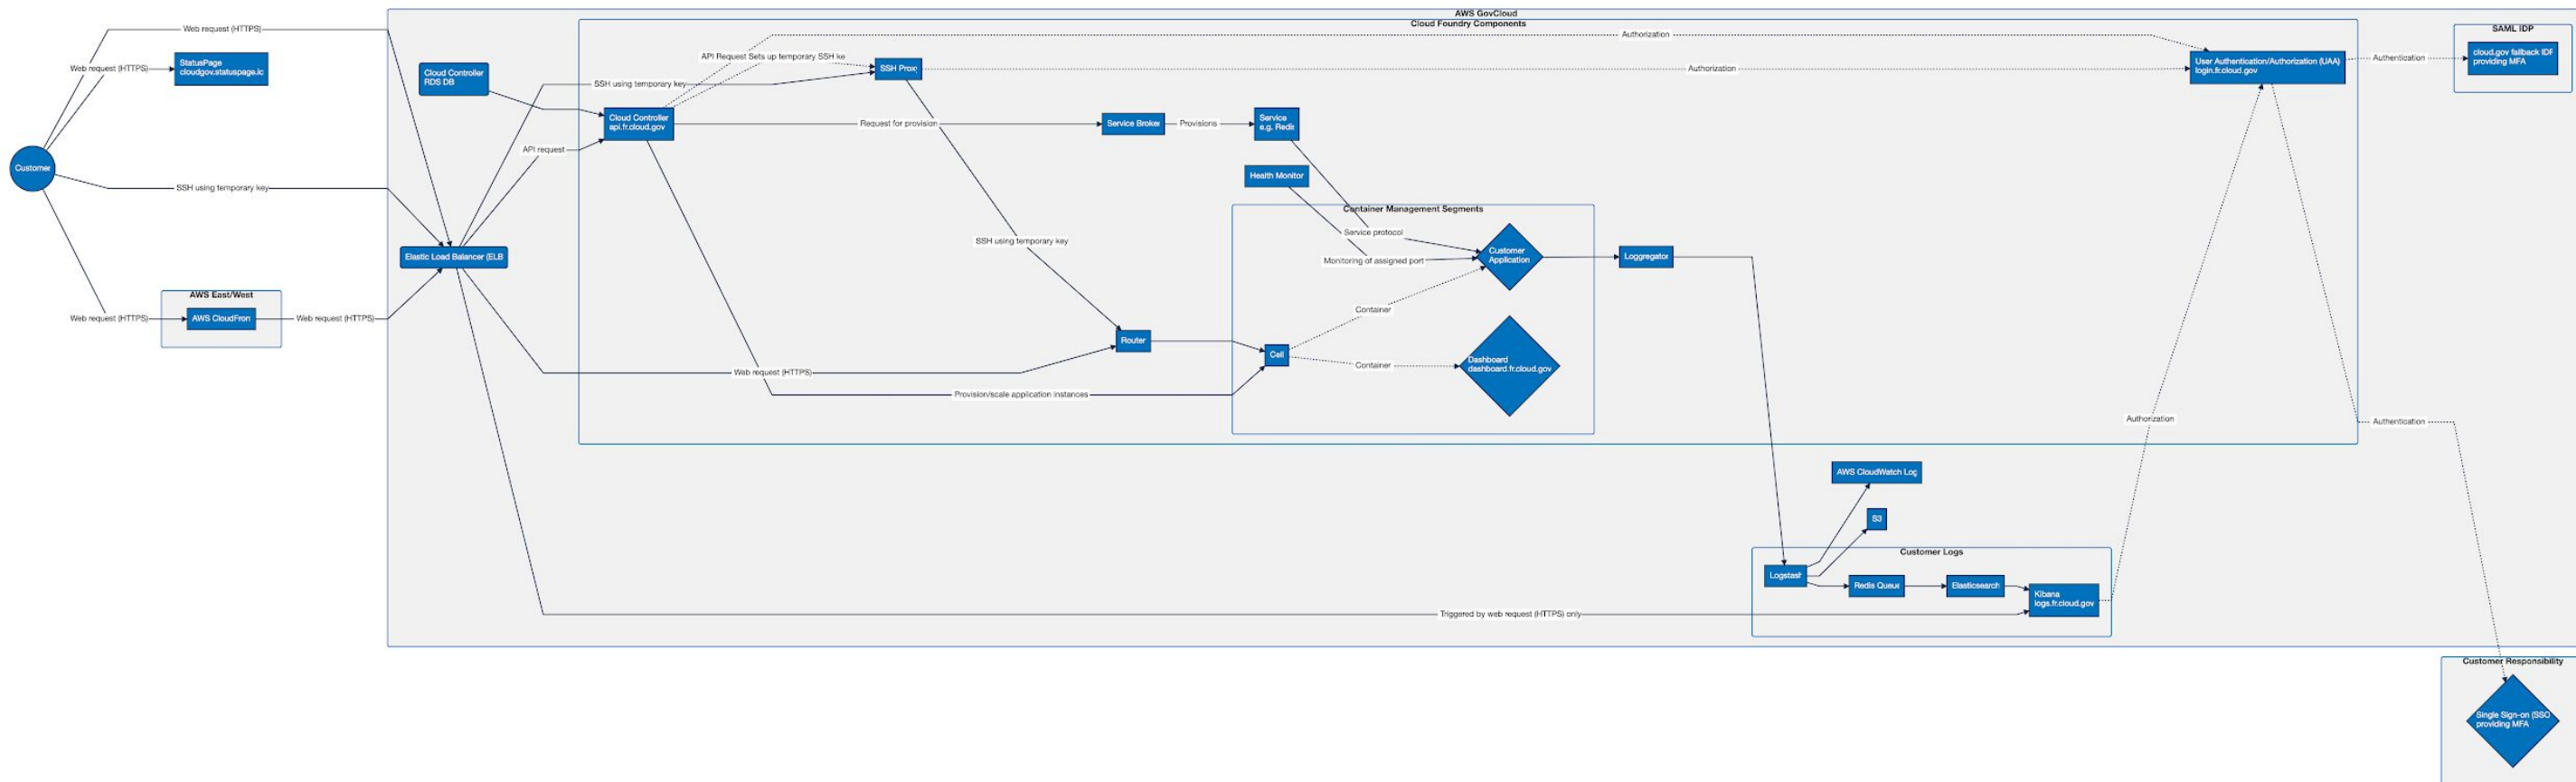 AWS GovCloud
Cloud Foundry Components
SAML IDP
Web request (HTTPS)
Authorization
StatusPage
cloudgov.statuspage.ic
Web request (HTTPS)
Cloud Controller
RDS DB
API Request Sets up temporary SSH ke
SSH Proxy
Authorization
User Authentication/Authorization (UAA)
login.fr.cloud.gov
Authentication
cloud.gov fallback IDF
providing MFA
SSH using temporary key
Cloud Controller
api.fr.cloud.gov
Request for provision
Service Broker
Provisions
Service
e.g. Redis
API request
Customer
Health Monitor
SSH using temporary key
Container Management Segments
Service protocol
SSH using temporary key
Customer
Application
Elastic Load Balancer (ELB
Monitoring of assigned port
Loggregator
AWS East/West
Container
Web request (HTTPS)
AWS CloudFron
Web request (HTTPS)
Router
Cell
Container
Dashboard
dashboard.fr.cloud.gov
Web request (HTTPS)
Provision/scale application instances
Authorization
Authentication
AWS CloudWatch Log
S3
Customer Logs
Logstash
Redis Queue
Elasticsearch
Kibana
logs.fr.cloud.gov
Triggered by web request (HTTPS) only
Customer Responsibility
Single Sign-on (SSO
providing MFA